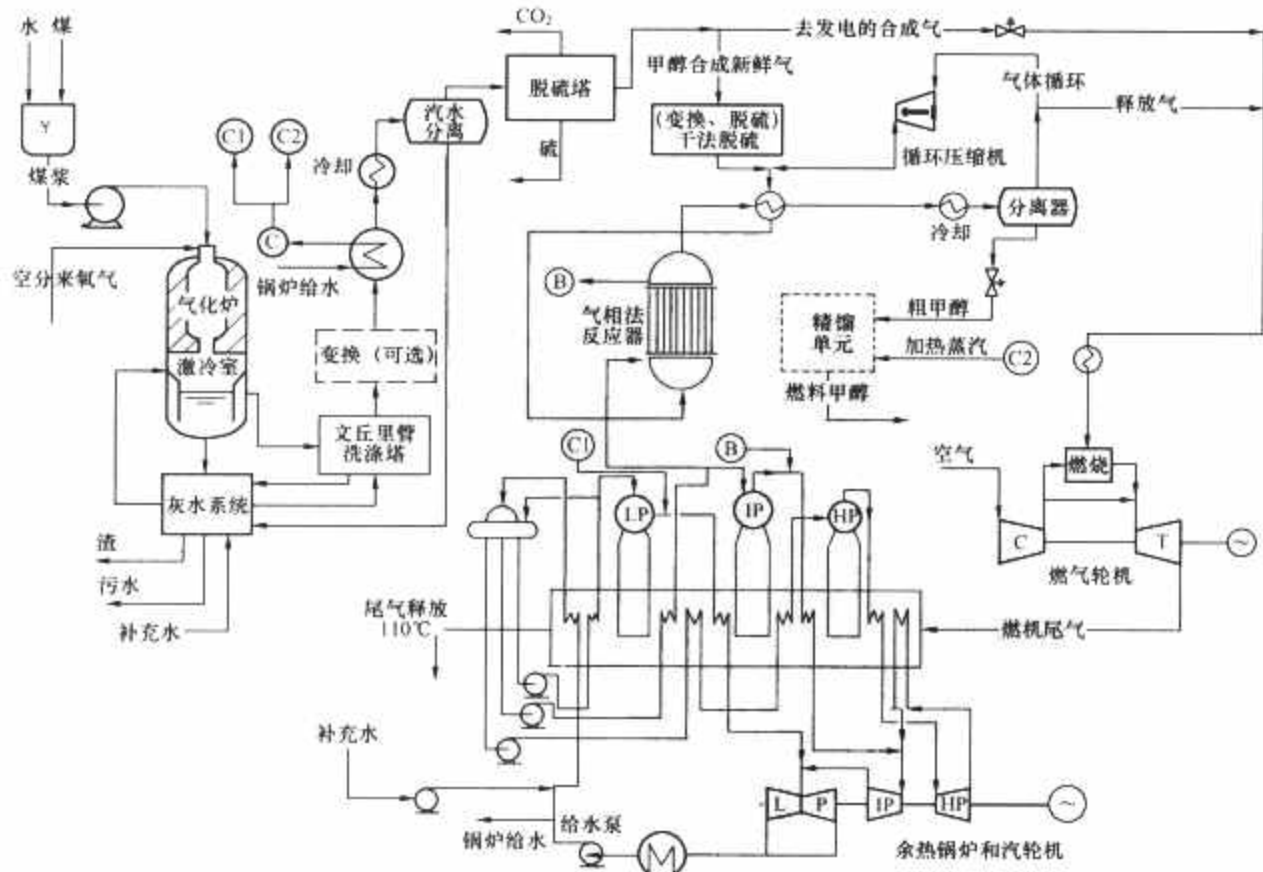 水 煤
Y
煤浆
空分来氧气
气化炉
激冷室
灰水系统
渣
污水
补充水
C1
C2
C
锅炉给水
变换（可选）
文丘里管
洗涤塔
冷却
汽水
分离
CO₂
脱硫塔
硫
去发电的合成气
甲醇合成新鲜气
(变换、脱硫)
干法脱硫
气体循环
循环压缩机
释放气
分离器
冷却
B
气相法
反应器
粗甲醇
精馏
单元
加热蒸汽
C2
燃料甲醇
C1
B
LP
IP
HP
空气
燃烧
C
T
~
燃气轮机
尾气释放
110℃
燃机尾气
补充水
给水泵
锅炉给水
L P
IP
HP
~
余热锅炉和汽轮机